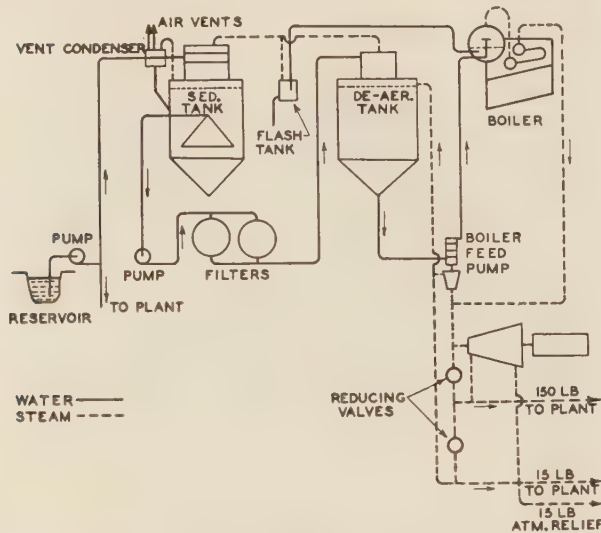 AIR VENTS
VENT CONDENSER
SED.
TANK
FLASH
TANK
DE-AER.
TANK
BOILER
PUMP
RESERVOIR
TO PLANT
PUMP
FILTERS
BOILER
FEED
PUMP
WATER
STEAM
REDUCING
VALVES
150 LB
TO PLANT
15 LB
TO PLANT
15 LB
ATM. RELIEF